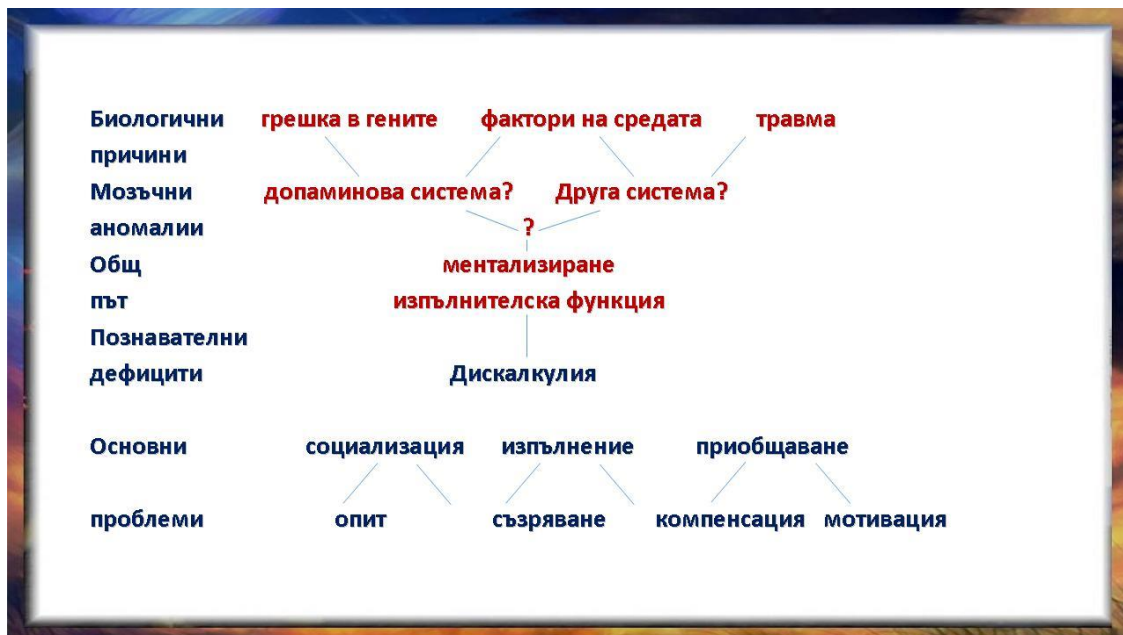 Биологични грешка в гените фактори на средата травма
причини
Мозъчни допаминова система? Друга система?
аномалии ?
Общ ментализиране
път изпълнителска функция
Познавателни
дефицити Дискалкулия
Основни социализация изпълнение приобщаване
проблеми опит съзряване компенсация мотивация